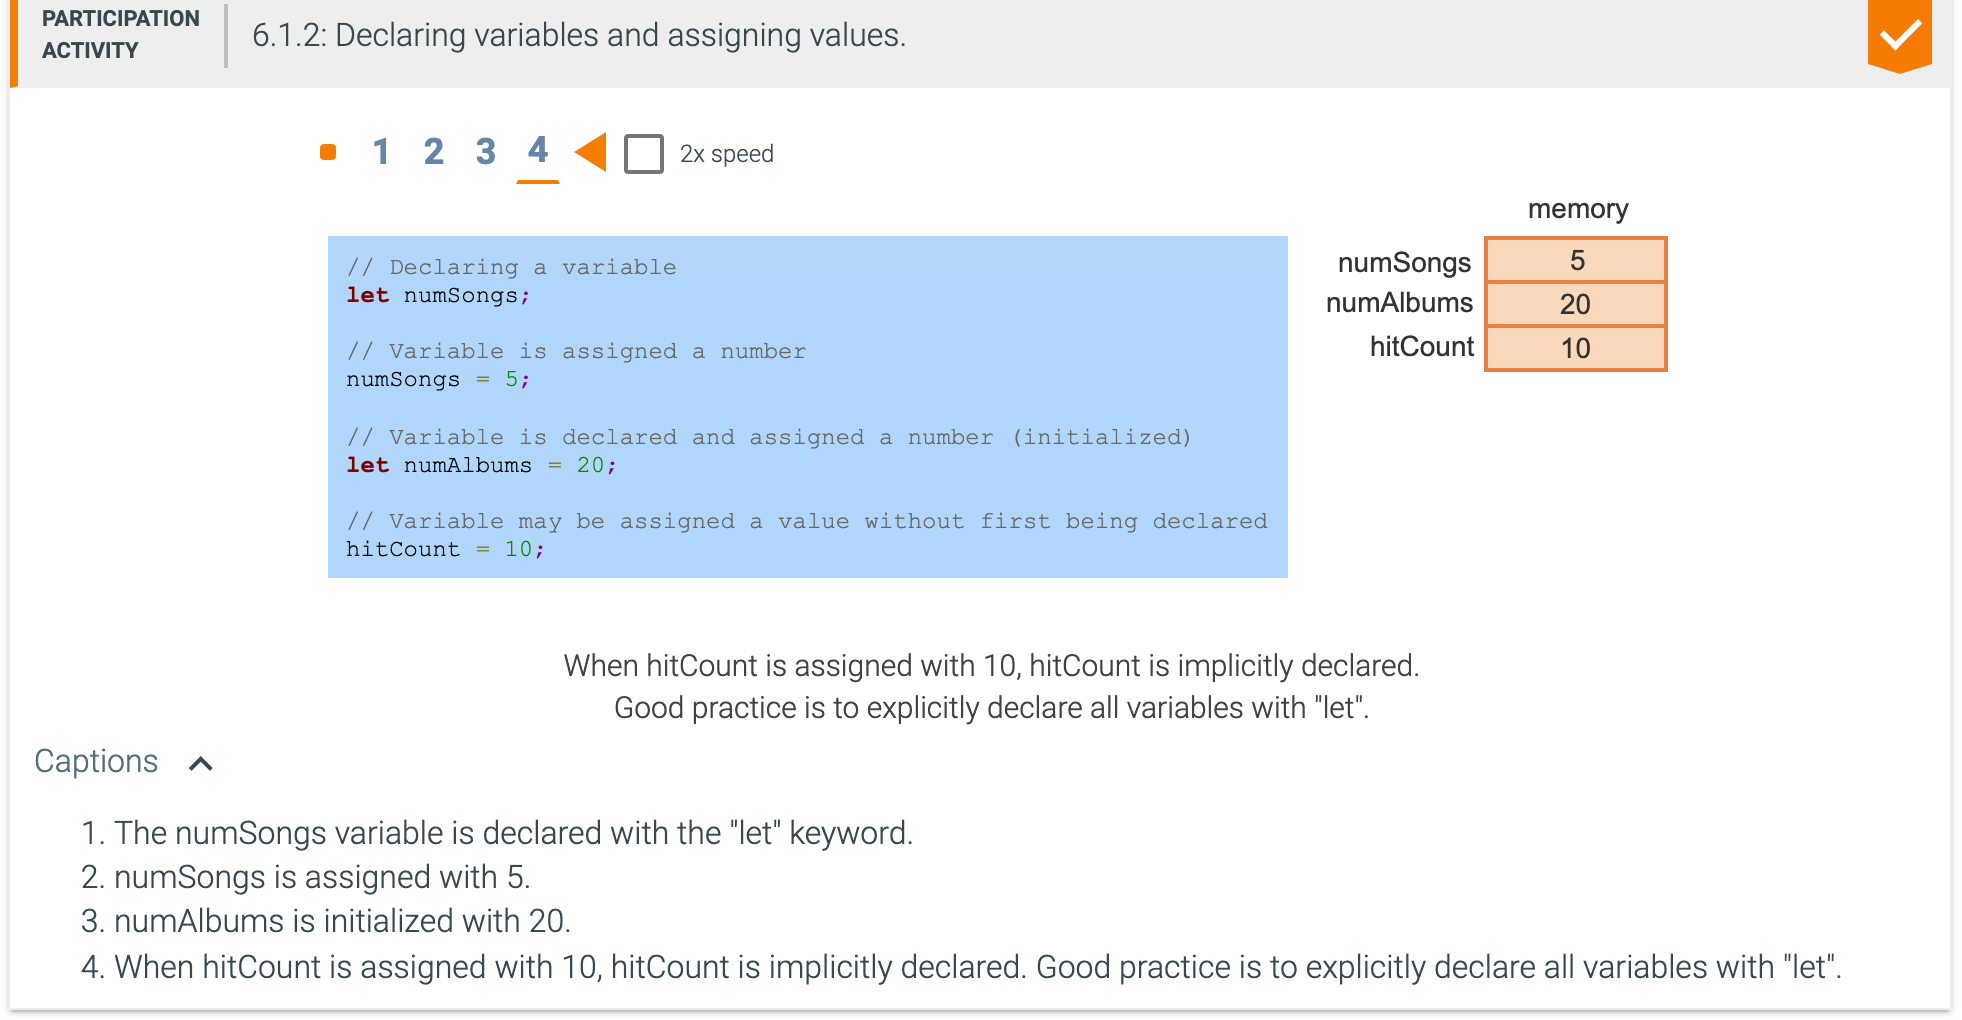 PARTICIPATION
ACTIVITY
6.1.2: Declaring variables and assigning values.
1 2 3 4 2x speed
memory
// Declaring a variable
let numSongs;
// Variable is assigned a number
numSongs = 5;
// Variable is declared and assigned a number (initialized)
let numAlbums = 20;
// Variable may be assigned a value without first being declared
hitCount = 10;
numSongs 5
numAlbums 20
hitCount 10
When hitCount is assigned with 10, hitCount is implicitly declared.
Good practice is to explicitly declare all variables with "let".
Captions
1. The numSongs variable is declared with the "let" keyword.
2. numSongs is assigned with 5.
3. numAlbums is initialized with 20.
4. When hitCount is assigned with 10, hitCount is implicitly declared. Good practice is to explicitly declare all variables with "let".